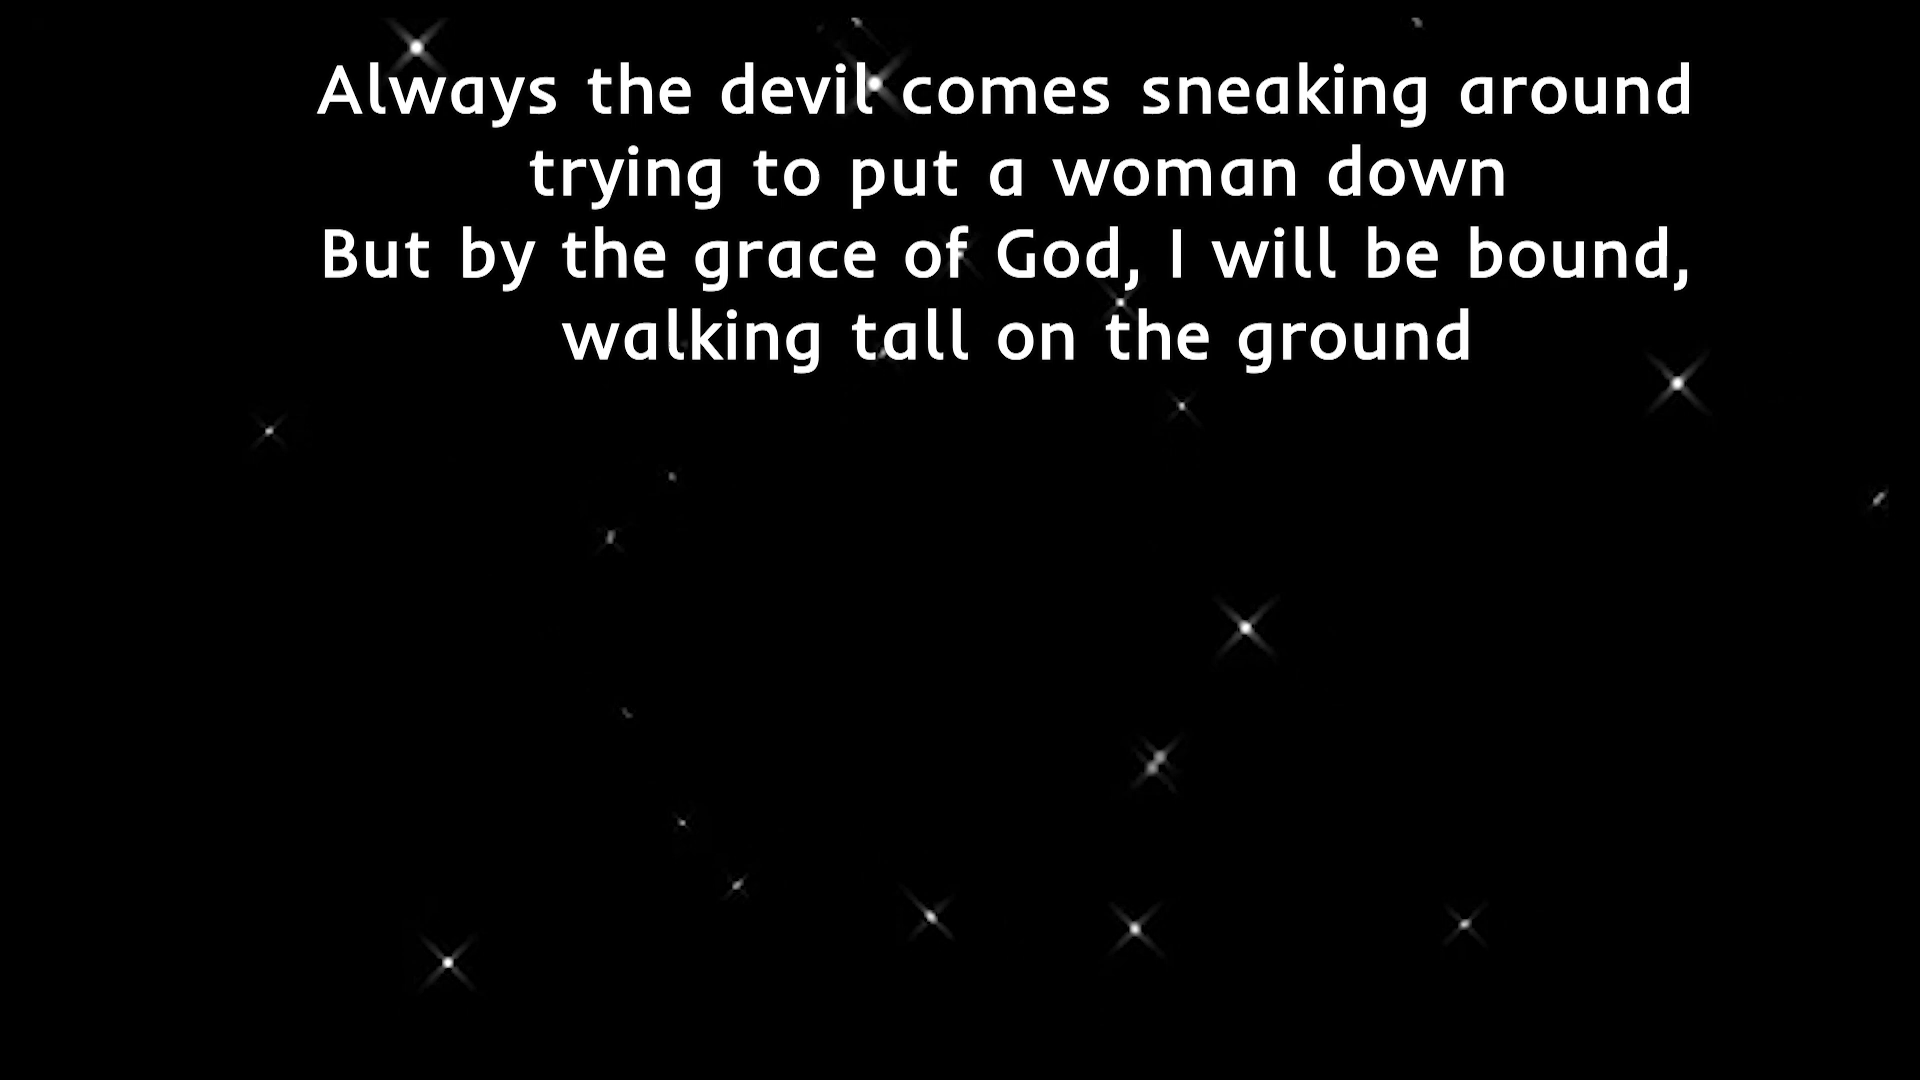 Always the devil comes sneaking around
trying to put a woman down
But by the grace of God, I will be bound,
walking tall on the ground